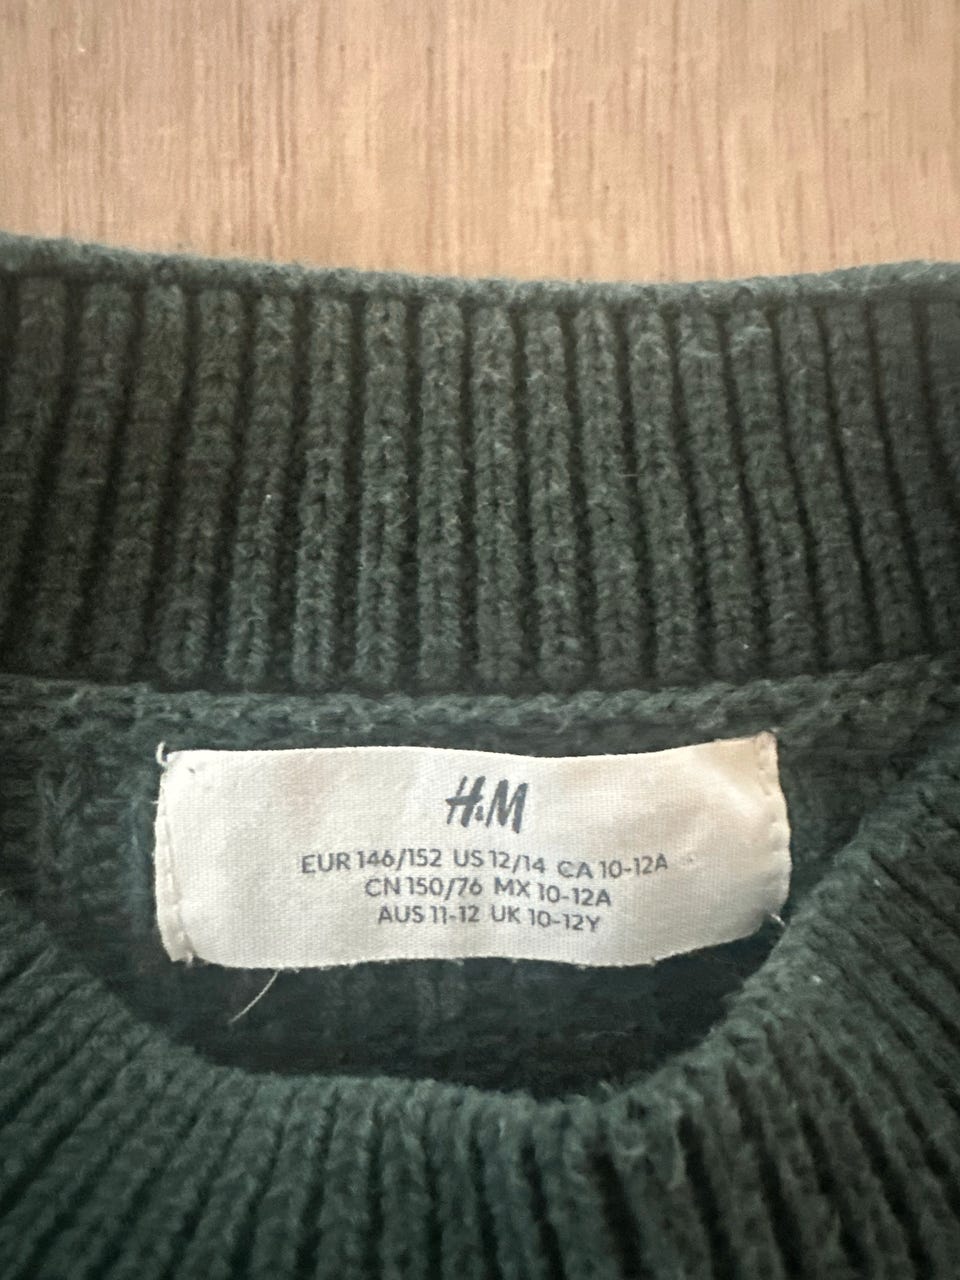 H&M
EUR 146/152 US 12/14 CA 10-12A
CN 150/76 MX 10-12A
AUS 11-12 UK 10-12Y